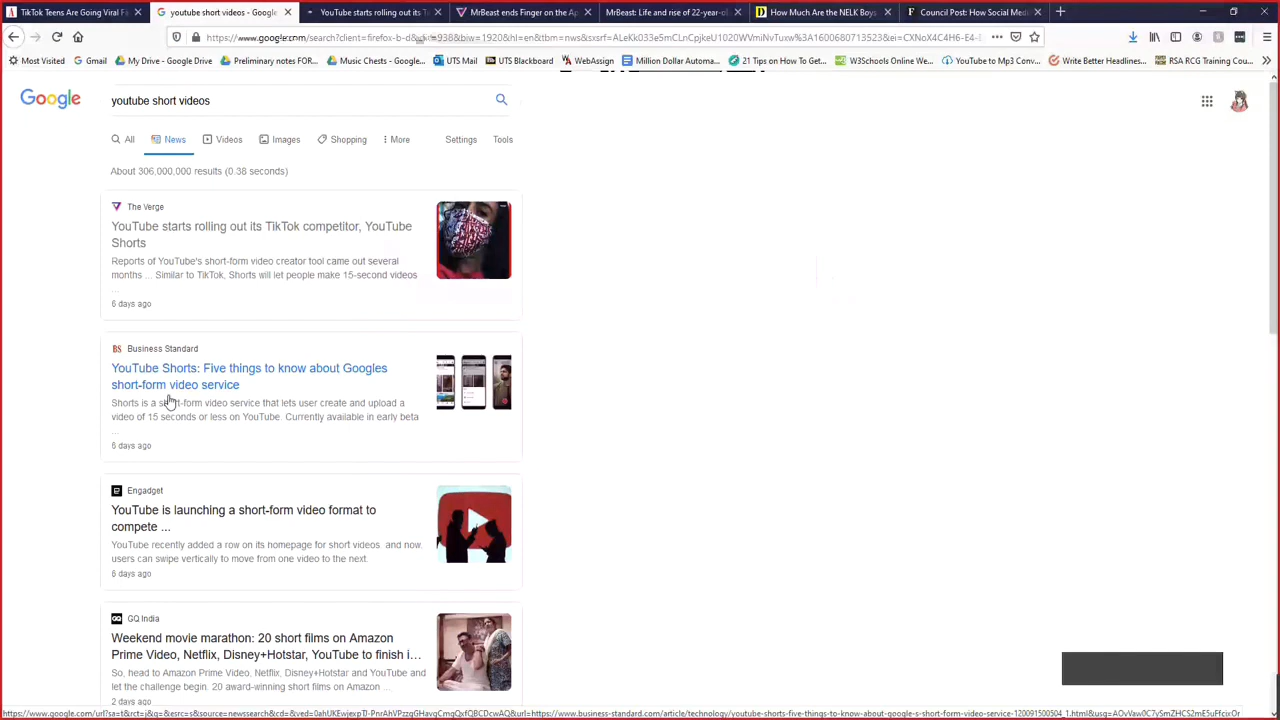 TikTok Teens Are Going Viral F
youtube short videos - Google
YouTube starts rolling out its Ti
MrBeast ends Finger on the Ap
MrBeast: Life and rise of 22-year-ol
How Much Are the NELK Boys
Council Post: How Social Medi
Most Visited
Gmail
My Drive - Google Drive
Preliminary notes FOR...
Music Chests - Google...
UTS Mail
UTS Blackboard
WebAssign
Million Dollar Automa...
21 Tips on How To Get...
W3Schools Online We...
YouTube to Mp3 Conv...
Write Better Headlines...
RSA RCG Training Cour...
Google
youtube short videos
All
News
Videos
Images
Shopping
More
Settings
Tools
About 306,000,000 results (0.38 seconds)
The Verge
YouTube starts rolling out its TikTok competitor, YouTube
Shorts
Reports of YouTube's short-form video creator tool came out several
months ... Similar to TikTok, Shorts will let people make 15-second videos
...
6 days ago
BS Business Standard
YouTube Shorts: Five things to know about Googles
short-form video service
Shorts is a short-form video service that lets user create and upload a
video of 15 seconds or less on YouTube. Currently available in early beta
...
6 days ago
Engadget
YouTube is launching a short-form video format to
compete ...
YouTube recently added a row on its homepage for short videos and now
users can swipe vertically to move from one video to the next.
6 days ago
GQ GQ India
Weekend movie marathon: 20 short films on Amazon
Prime Video, Netflix, Disney+Hotstar, YouTube to finish i...
So, head to Amazon Prime Video, Netflix, Disney+Hotstar and YouTube and
let the challenge begin. 20 award-winning short films on Amazon ...
2 days ago